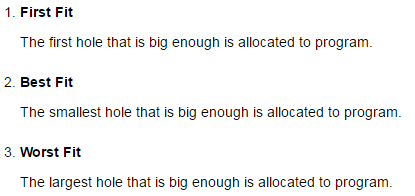 1. First Fit
The first hole that is big enough is allocated to program.
2. Best Fit
The smallest hole that is big enough is allocated to program.
3. Worst Fit
The largest hole that is big enough is allocated to program.